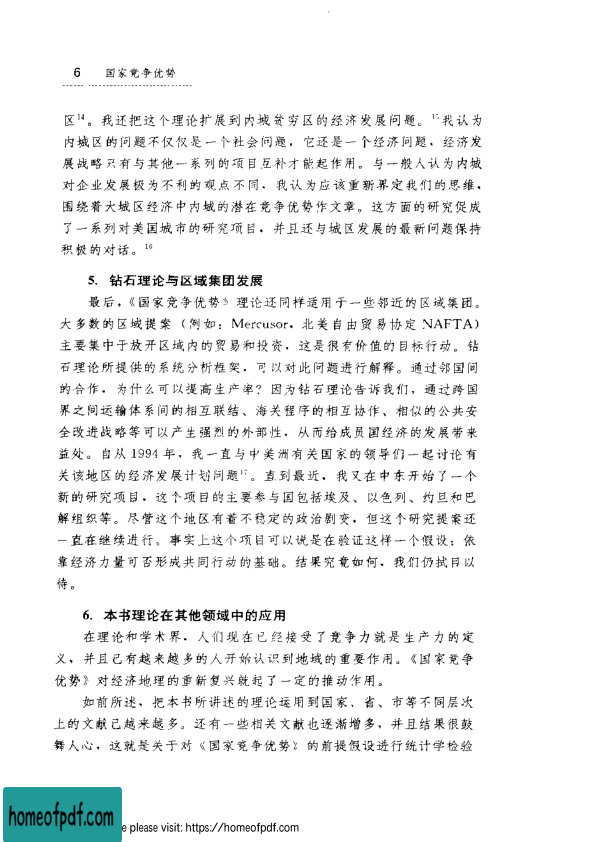 6 国家竞争优势
区14。我还把这个理论扩展到内城贫穷区的经济发展问题。15我认为
内城区的问题不仅仅是一个社会问题，它还是一个经济问题，经济发
展战略只有与其他一系列的项目互补才能起作用。与一般人认为内城
对企业发展极为不利的观点不同，我认为应该重新界定我们的思维，
围绕着大城区经济中内城的潜在竞争优势作文章。这方面的研究促成
了一系列对美国城市的研究项目，并且还与城区发展的最新问题保持
积极的对话。16
5. 钻石理论与区域集团发展
最后，《国家竞争优势》理论还同样适用于一些邻近的区域集团。
大多数的区域提案（例如：Mercusor，北美自由贸易协定 NAFTA）
主要集中于放开区域内的贸易和投资，这是很有价值的目标行动。钻
石理论所提供的系统分析框架，可以对此问题进行解释。通过邻国间
的合作，为什么可以提高生产率？因为钻石理论告诉我们，通过跨国
界之间运输体系间的相互联结、海关程序的相互协作、相似的公共安
全改进战略等可以产生强烈的外部性，从而给成员国经济的发展带来
益处。自从 1994 年，我一直与中美洲有关国家的领导们一起讨论有
关该地区的经济发展计划问题17。直到最近，我又在中东开始了一个
新的研究项目，这个项目的主要参与国包括埃及、以色列、约旦和巴
解组织等。尽管这个地区有着不稳定的政治剧变，但这个研究提案还
一直在继续进行。事实上这个项目可以说是在验证这样一个假设：依
靠经济力量可否形成共同行动的基础。结果究竟如何，我们仍拭目以
待。
6. 本书理论在其他领域中的应用
在理论和学术界，人们现在已经接受了竞争力就是生产力的定
义，并且已有越来越多的人开始认识到地域的重要作用。《国家竞争
优势》对经济地理的重新复兴就起了一定的推动作用。
如前所述，把本书所讲述的理论运用到国家、省、市等不同层次
上的文献已越来越多。还有一些相关文献也逐渐增多，并且结果很鼓
舞人心，这就是关于对《国家竞争优势》的前提假设进行统计学检验
homeofpdf.com
e please visit: https://homeofpdf.com